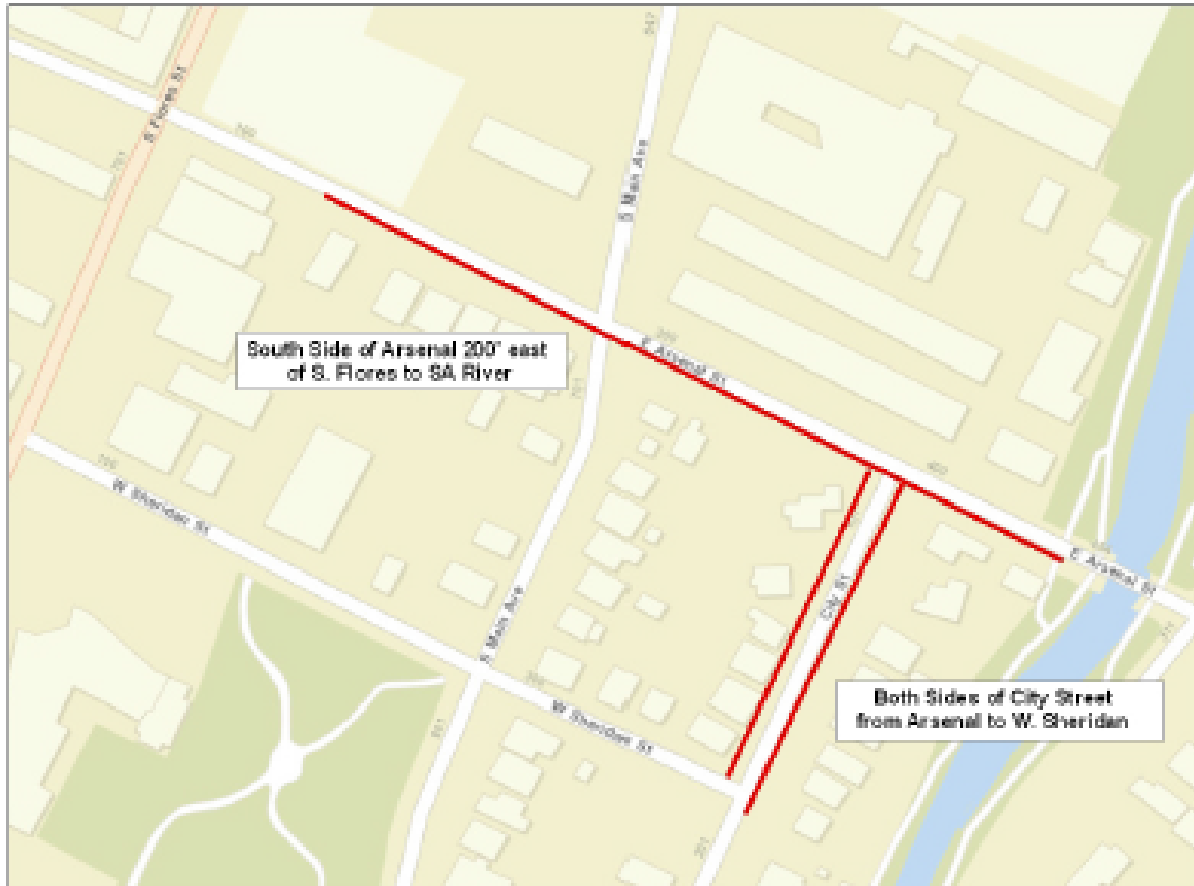 S Flores St
S Main Ave
South Side of Arsenal 200' east
of S. Flores to SA River
E Arsenal St
W Sheridan St
E Arsenal St
City St
S Main Ave
Both Sides of City Street
from Arsenal to W. Sheridan
W Sheridan St